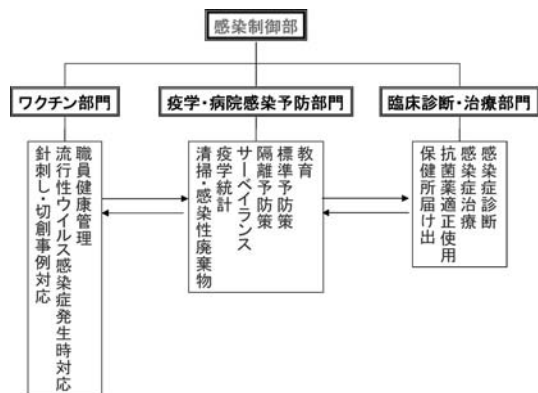 感染制御部
ワクチン部門
疫学・病院感染予防部門
臨床診断・治療部門
職員健康管理
流行性ウイルス感染症発生時対応
針刺し・切創事例対応
教育
標準予防策
隔離予防策
サーベイランス
疫学統計
清掃・感染性廃棄物
感染症診断
感染症治療
抗菌薬適正使用
保健所届け出